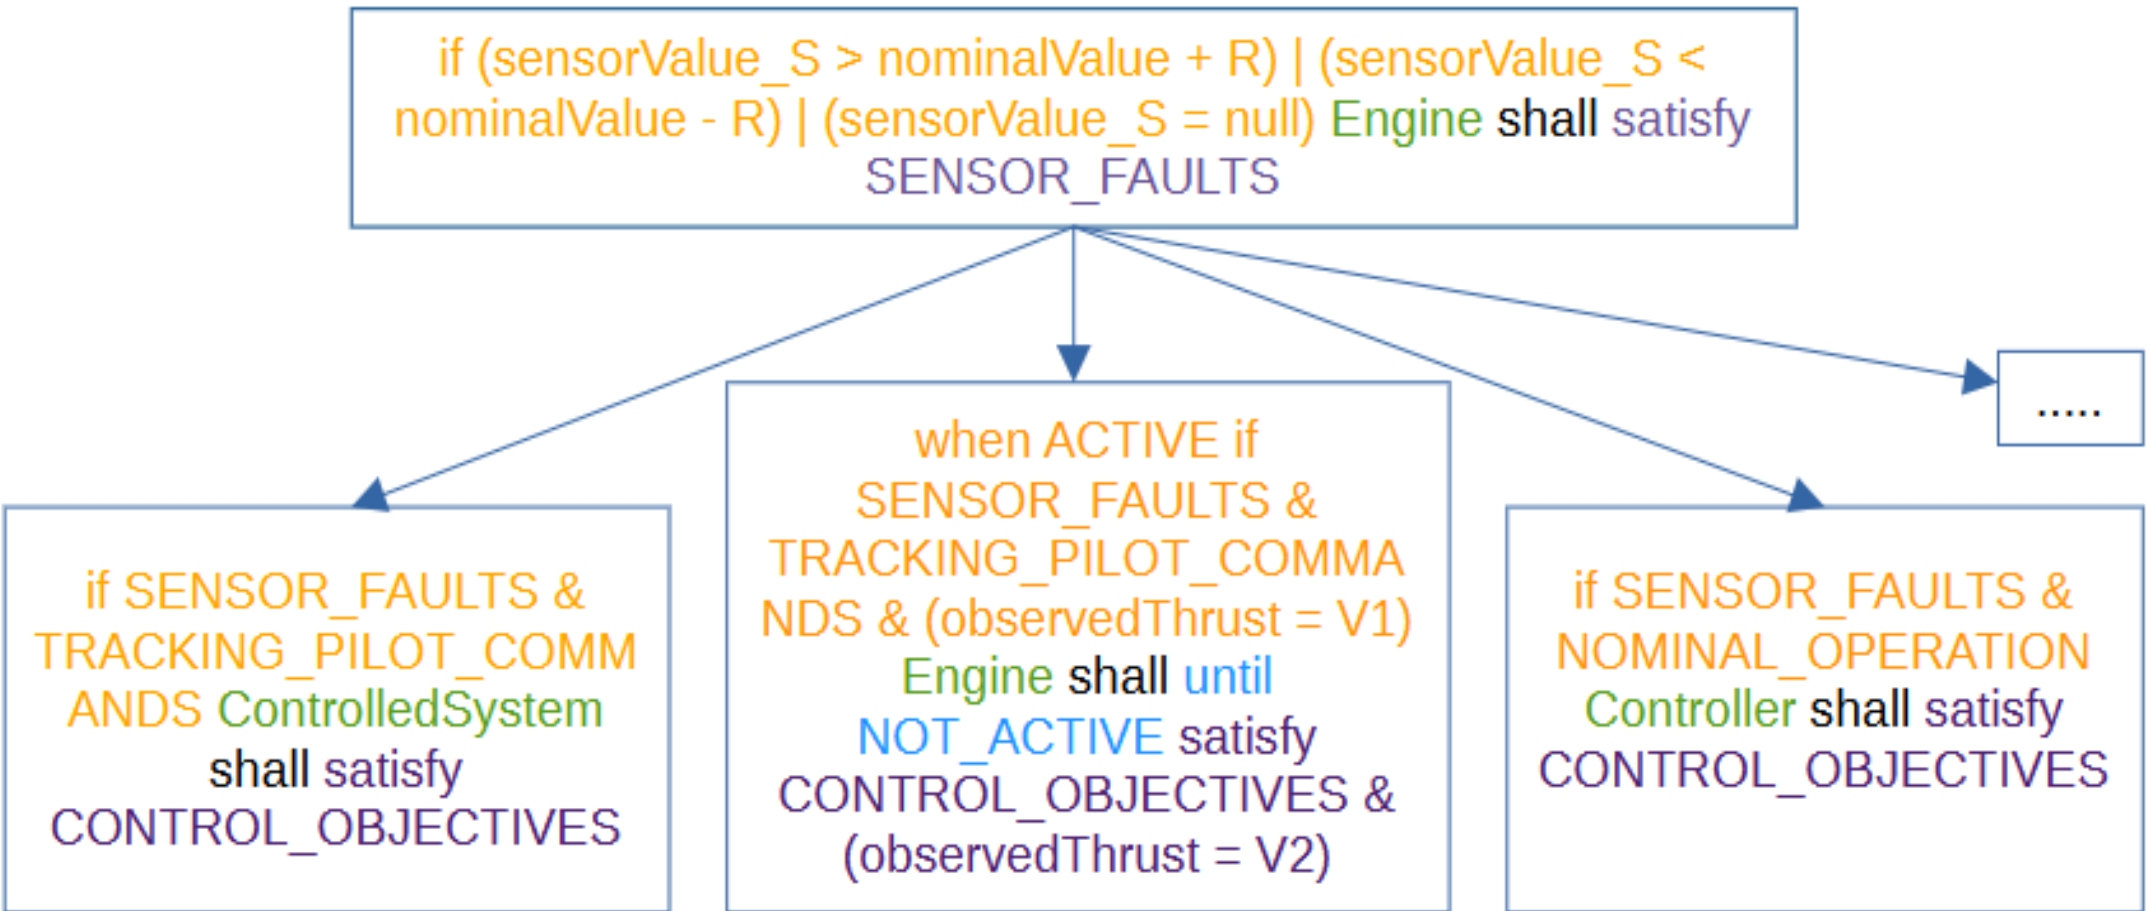 if (sensorValue_S > nominalValue + R) | (sensorValue_S <
nominalValue - R) | (sensorValue_S = null) Engine shall satisfy
SENSOR_FAULTS
.....
if SENSOR_FAULTS &
TRACKING_PILOT_COMM
ANDS ControlledSystem
shall satisfy
CONTROL_OBJECTIVES
when ACTIVE if
SENSOR_FAULTS &
TRACKING_PILOT_COMMA
NDS & (observedThrust = V1)
Engine shall until
NOT_ACTIVE satisfy
CONTROL_OBJECTIVES &
(observedThrust = V2)
if SENSOR_FAULTS &
NOMINAL_OPERATION
Controller shall satisfy
CONTROL_OBJECTIVES